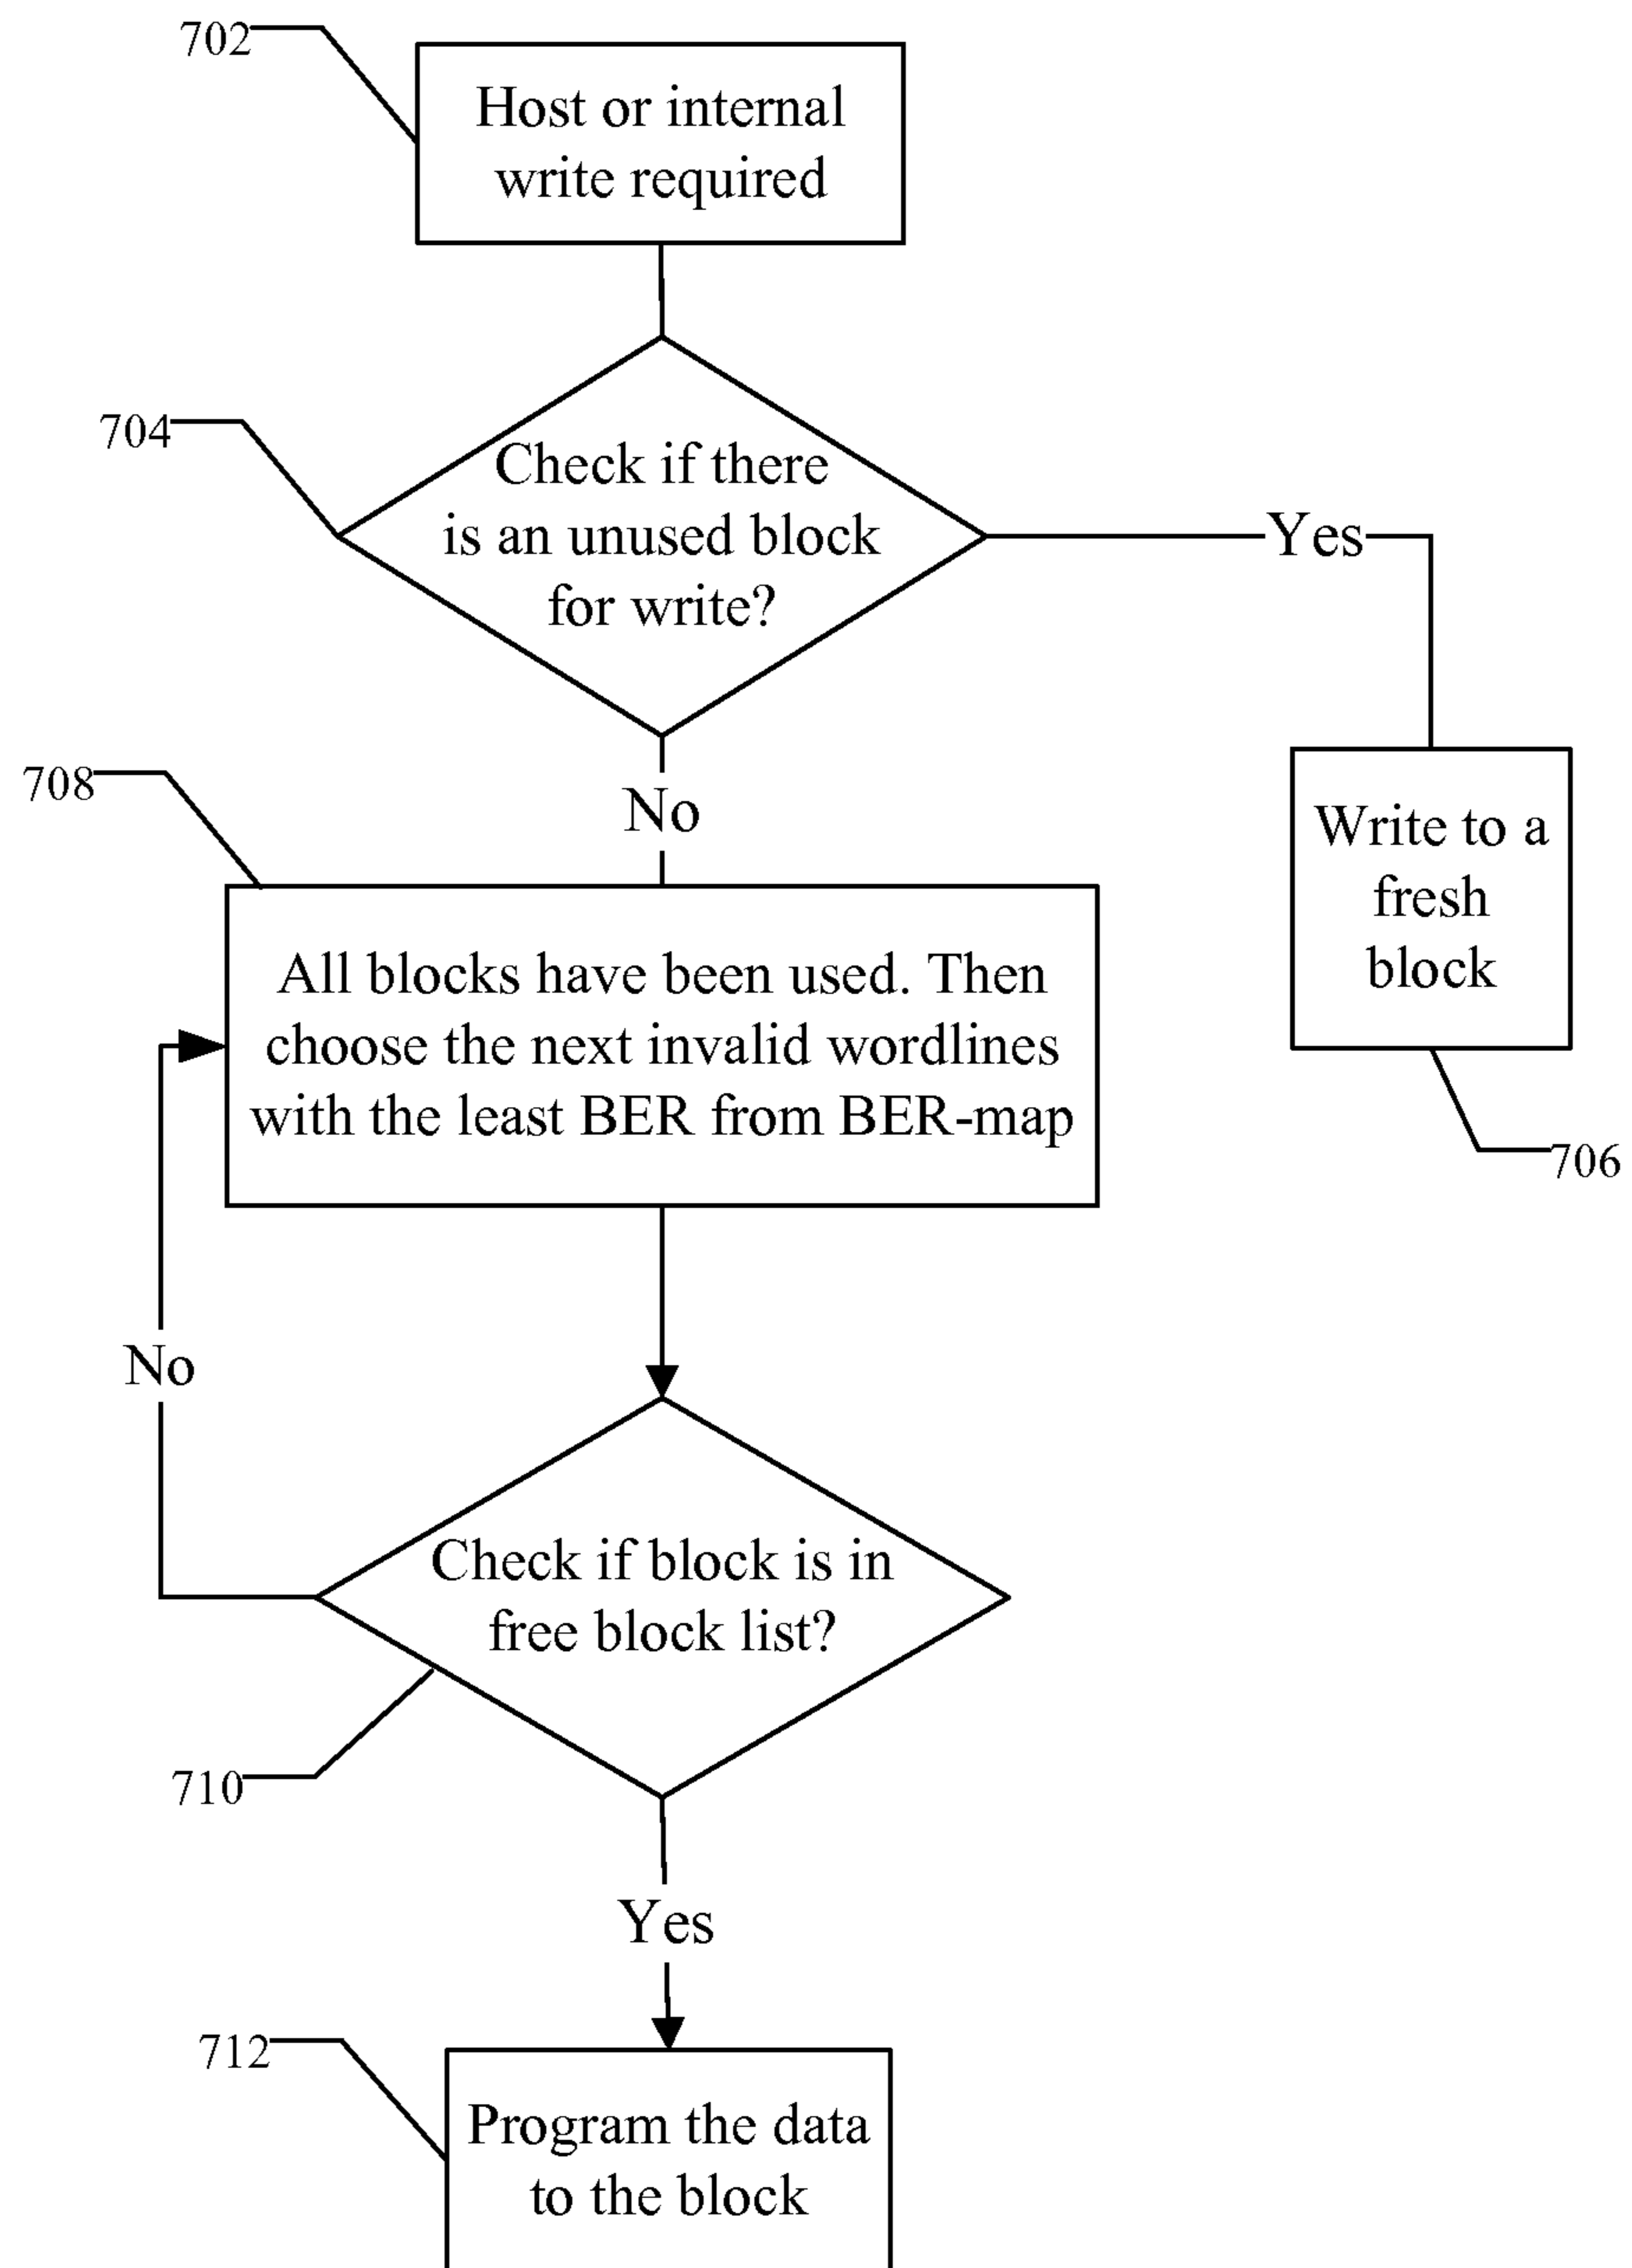 702
Host or internal
write required
704
Check if there
is an unused block
for write?
Yes
No
708
Write to a
fresh
block
706
All blocks have been used. Then
choose the next invalid wordlines
with the least BER from BER-map
No
Check if block is in
free block list?
710
Yes
712
Program the data
to the block